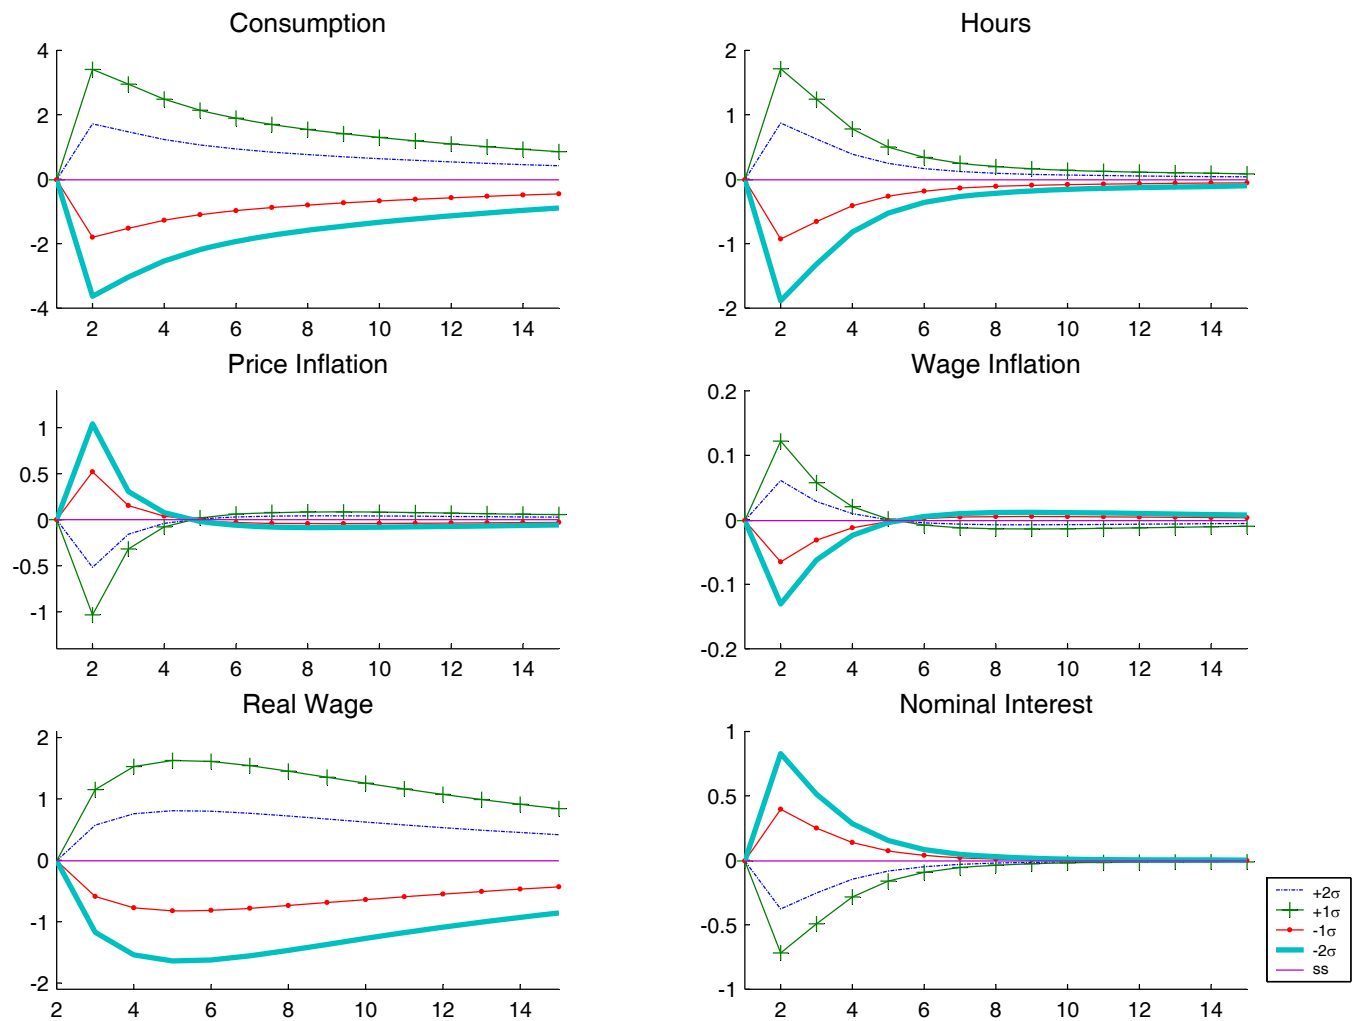 Consumption
4
2
0
-2
-4
2 4 6 8 10 12 14
Hours
2
1
0
-1
-2
2 4 6 8 10 12 14
Price Inflation
1
0.5
0
-0.5
-1
2 4 6 8 10 12 14
Wage Inflation
0.2
0.1
0
-0.1
-0.2
2 4 6 8 10 12 14
Real Wage
2
1
0
-1
-2
2 4 6 8 10 12 14
Nominal Interest
1
0.5
0
-0.5
-1
2 4 6 8 10 12 14
+2σ
+1σ
-1σ
-2σ
ss